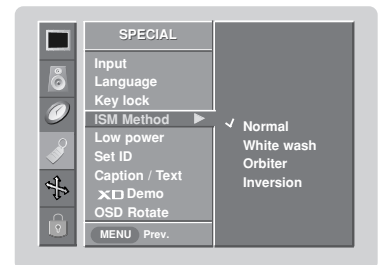 SPECIAL
Input
Language
Key lock
ISM Method
Low power
Set ID
Caption / Text
XD Demo
OSD Rotate
MENU Prev.
Normal
White wash
Orbiter
Inversion